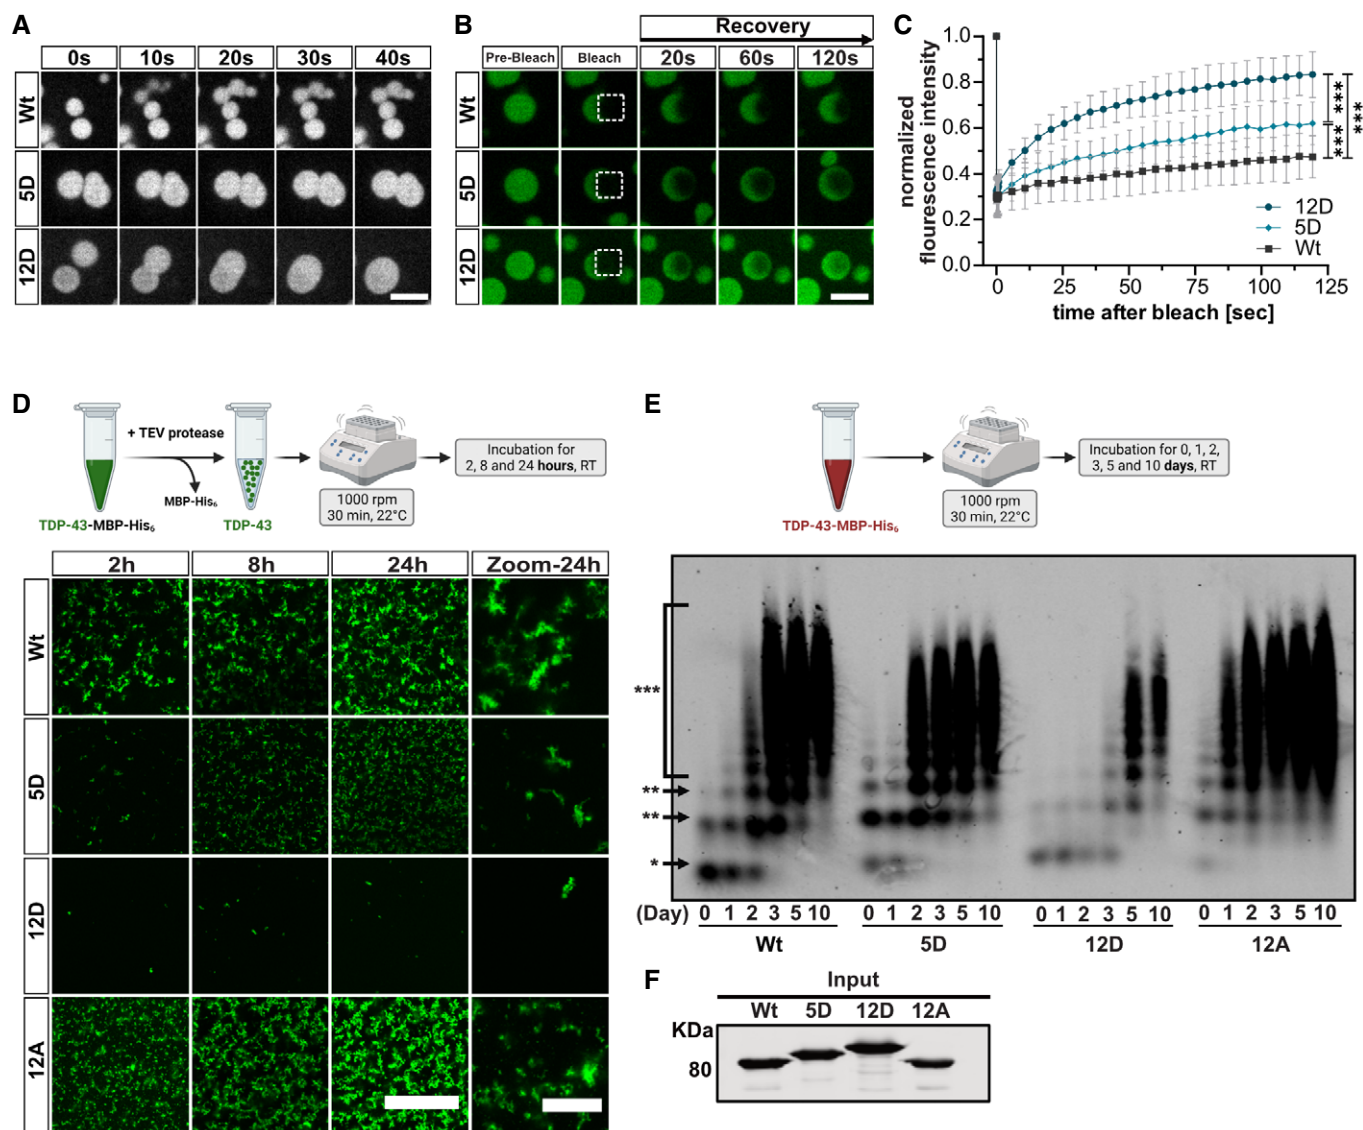 A
0s 10s 20s 30s 40s
Wt
5D
12D
B
Recovery
Pre-Bleach Bleach 20s 60s 120s
Wt
5D
12D
C
normalized
flourescence intensity
1.0
0.8
0.6
0.4
0.2
0.0
0 25 50 75 100 125
time after bleach [sec]
12D
5D
Wt
***
***
***
D
+ TEV protease
MBP-His₆
TDP-43-MBP-His₆
TDP-43
1000 rpm
30 min, 22°C
Incubation for
2, 8 and 24 hours, RT
2h 8h 24h Zoom-24h
Wt
5D
12D
12A
E
TDP-43-MBP-His₆
1000 rpm
30 min, 22°C
Incubation for 0, 1, 2,
3, 5 and 10 days, RT
***
**
**
*
(Day) 0 1 2 3 5 10 0 1 2 3 5 10 0 1 2 3 5 10 0 1 2 3 5 10
Wt 5D 12D 12A
F
Input
Wt 5D 12D 12A
KDa
80